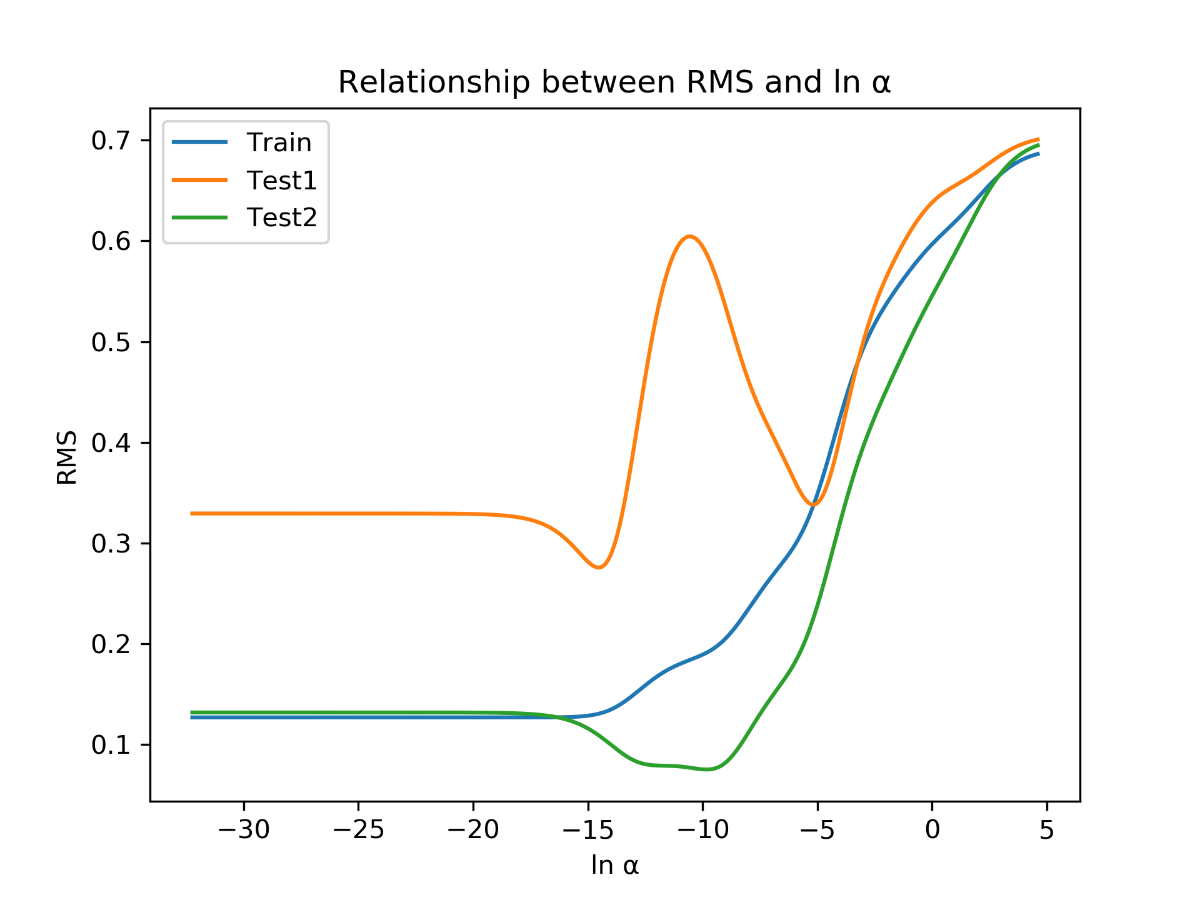 Relationship between RMS and ln α
Train
Test1
Test2
RMS
0.7
0.6
0.5
0.4
0.3
0.2
0.1
−30 −25 −20 −15 −10 −5 0 5
ln α